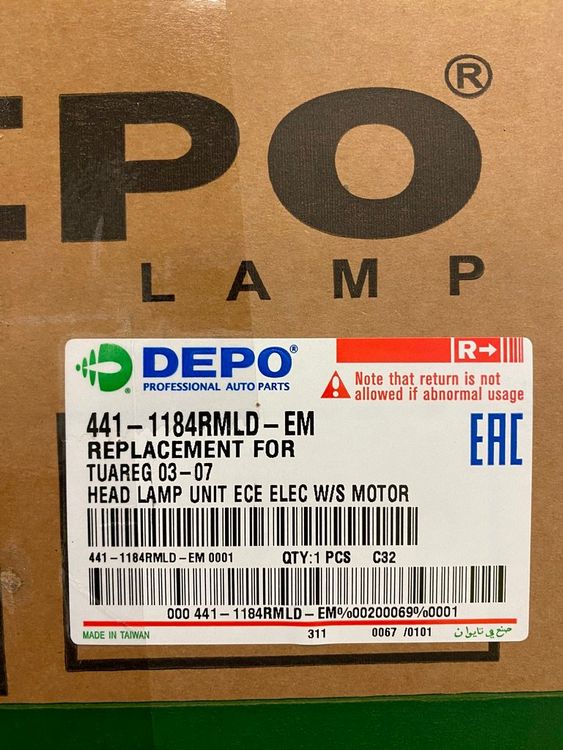 EPO®
LAMP
DEPO®
PROFESSIONAL AUTO PARTS
R→
Note that return is not
allowed if abnormal usage
441-1184RMLD-EM
REPLACEMENT FOR
TUAREG 03-07
HEAD LAMP UNIT ECE ELEC W/S MOTOR
EAC
441-1184RMLD-EM 0001 QTY:1 PCS C32
000 441-1184RMLD-EM%00200069%0001
MADE IN TAIWAN 311 0067 /0101 صنع في تايوان